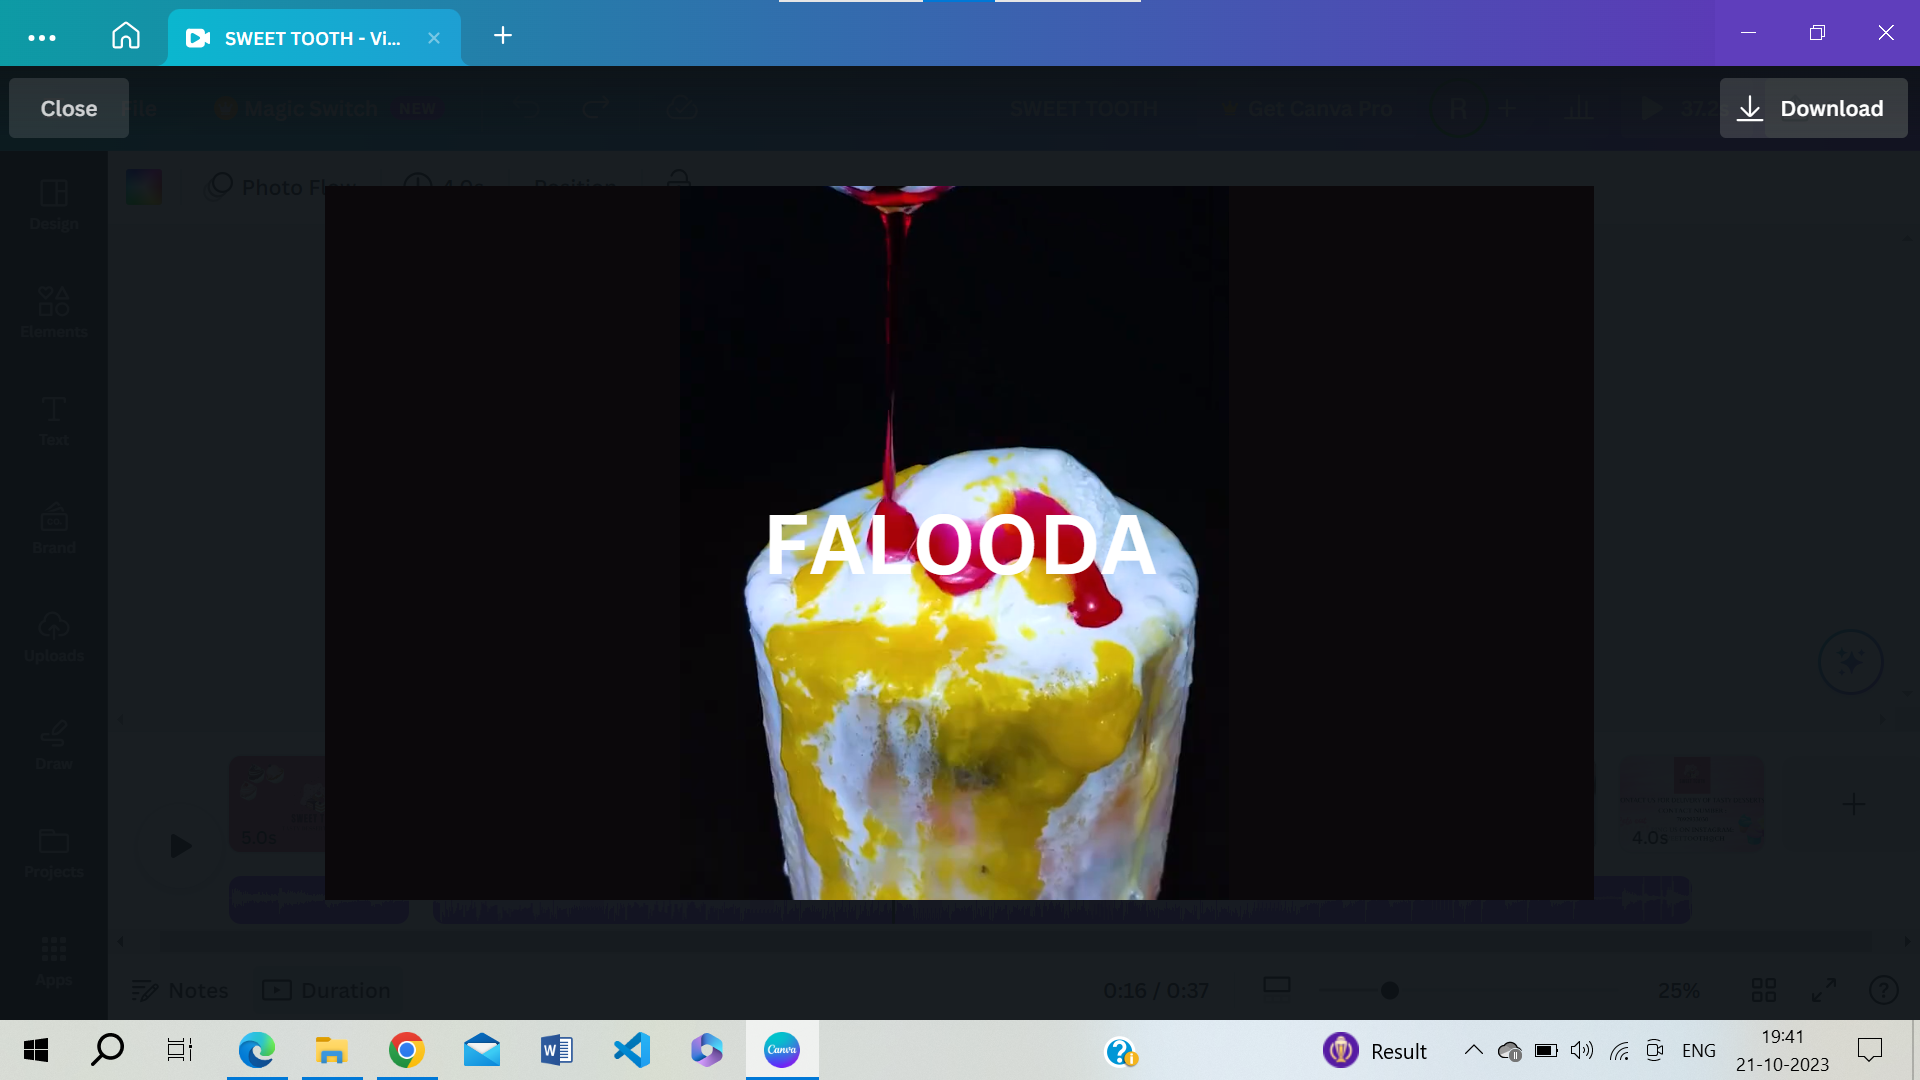 SWEET TOOTH - Vi...
Close
File
Magic Switch
NEW
SWEET TOOTH
Get Canva Pro
R
37.2
Download
Photo Flow
4.0s
Position
Design
Elements
Text
Brand
Uploads
Draw
Projects
Apps
FALOODA
5.0s
4.0s
Notes
Duration
0:16 / 0:37
25%
Canva
Result
ENG
19:41
21-10-2023